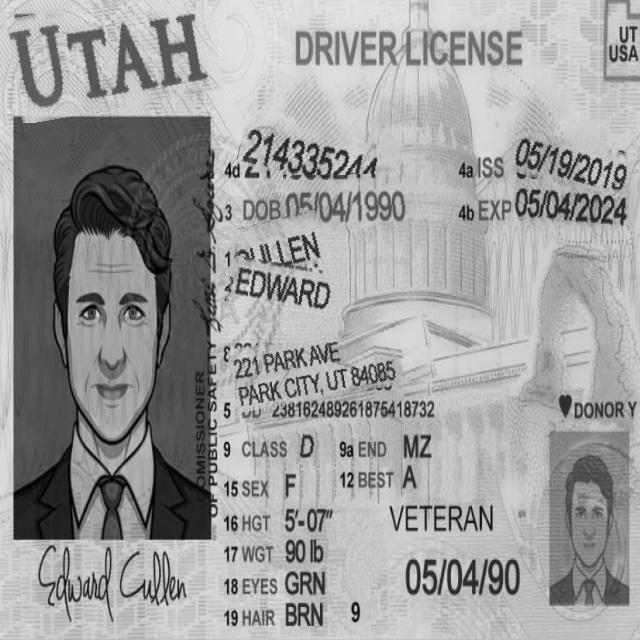 UTAH
DRIVER LICENSE
UT
USA
4d 214335244
4a ISS 05/19/2019
3 DOB 05/04/1990
4b EXP 05/04/2024
1 CULLEN
2 EDWARD
8 221 PARK AVE
PARK CITY, UT 84085
5 DD 238162489261875418732
DONOR Y
9 CLASS D 9a END MZ
15 SEX F 12 BEST A
16 HGT 5'-07" VETERAN
17 WGT 90 lb
18 EYES GRN 05/04/90
19 HAIR BRN 9
Edward Cullen
OF PUBLIC SAFETY